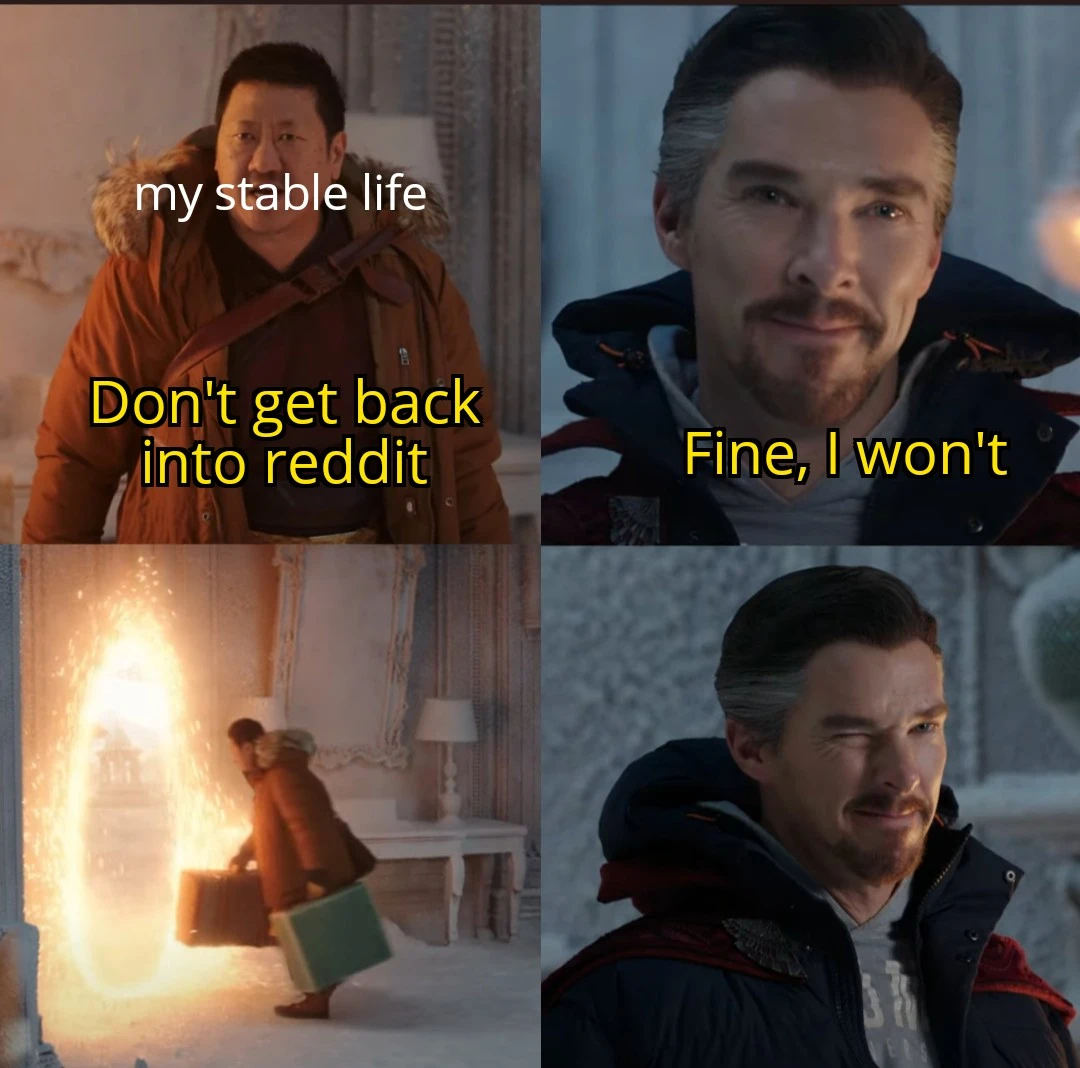 my stable life
Don't get back
into reddit
Fine, I won't